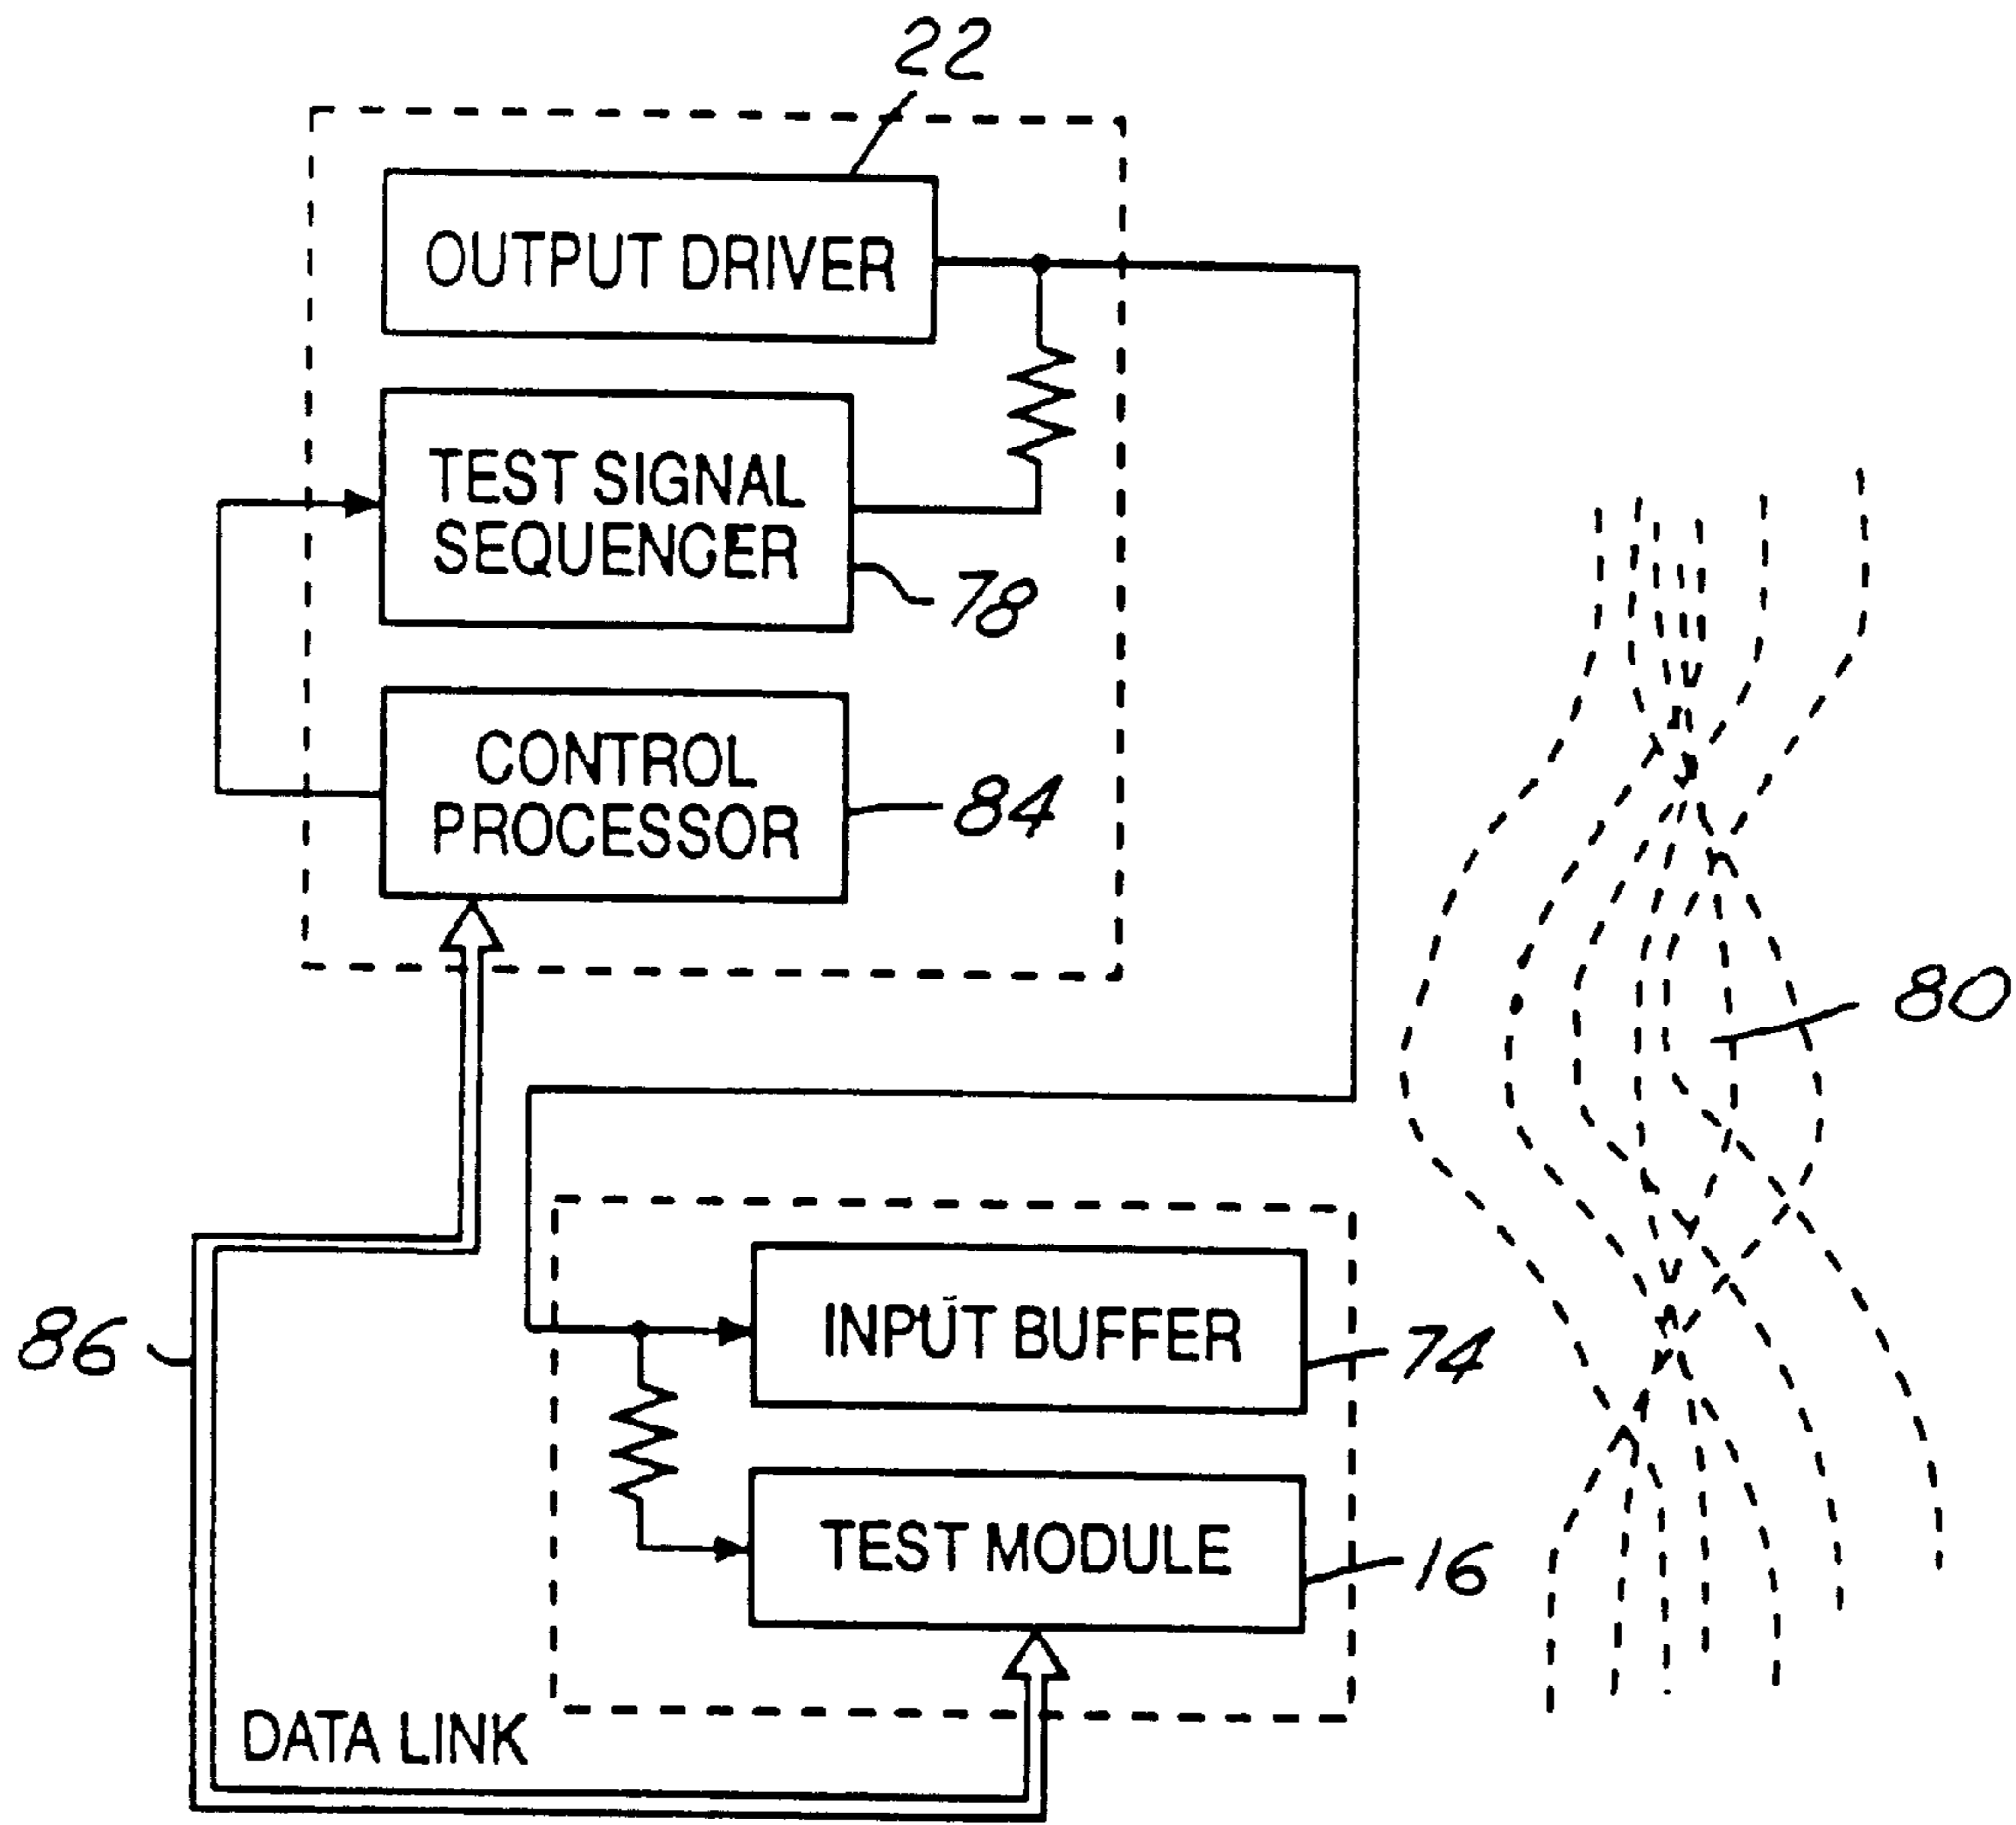 22
OUTPUT DRIVER
TEST SIGNAL
SEQUENCER
78
CONTROL
PROCESSOR
84
80
86
INPUT BUFFER
74
TEST MODULE
16
DATA LINK